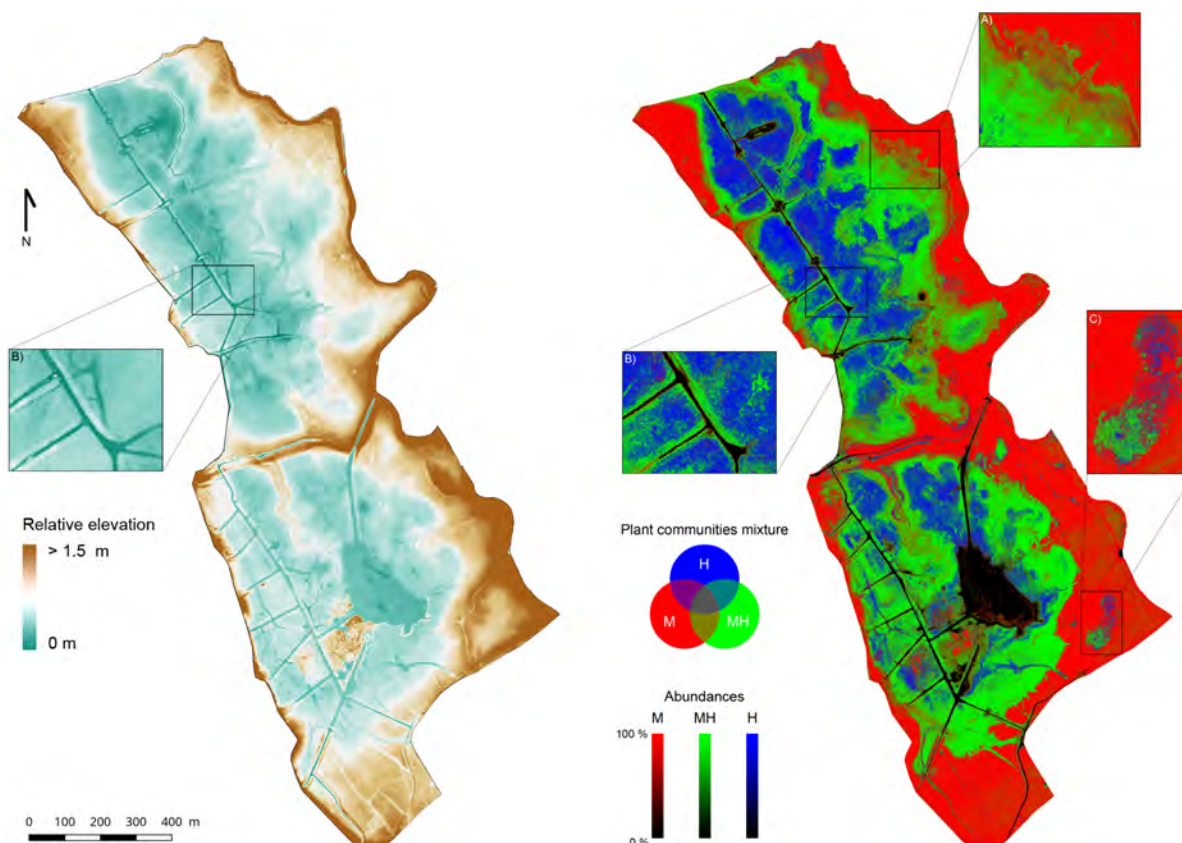 A)
N
B)
C)
B)
Relative elevation
> 1.5 m
0 m
Plant communities mixture
H
M
MH
Abundances
M MH H
100 %
0 %
0 100 200 300 400 m